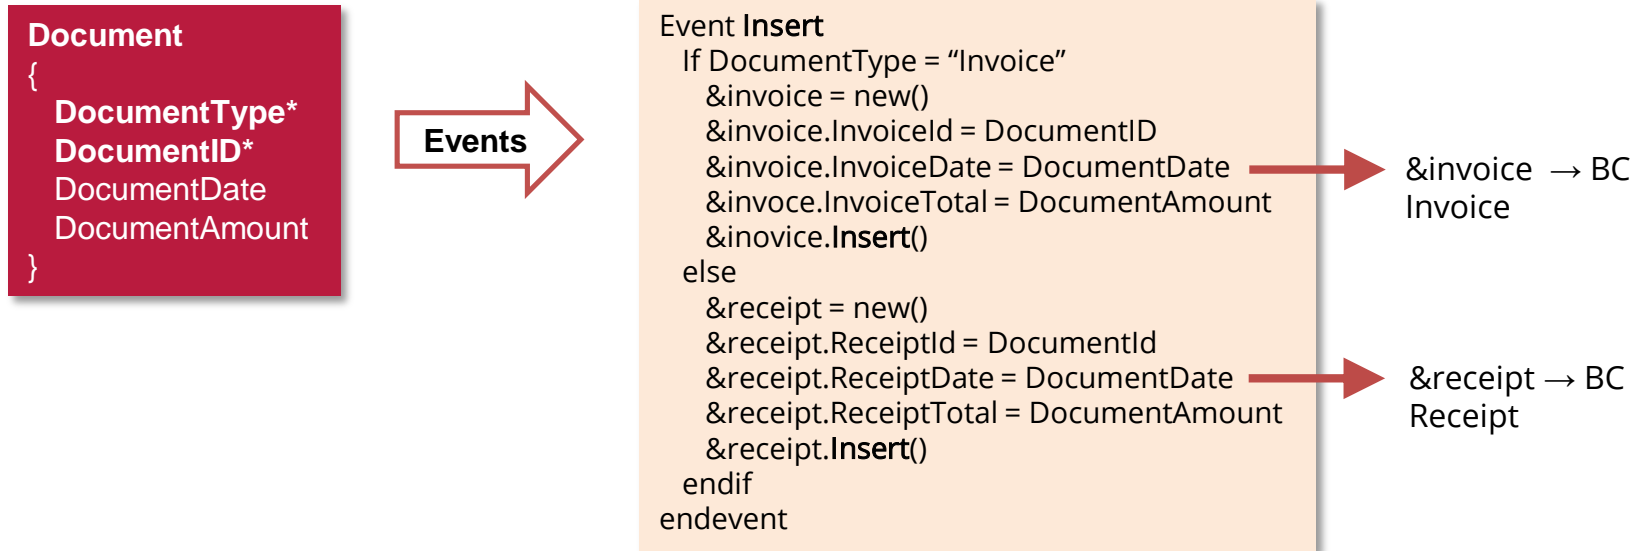 Document
{
DocumentType*
DocumentID*
DocumentDate
DocumentAmount
}
Events
Event Insert
If DocumentType = “Invoice”
&invoice = new()
&invoice.InvoiceId = DocumentID
&invoice.InvoiceDate = DocumentDate
&invoce.InvoiceTotal = DocumentAmount
&inovice.Insert()
else
&receipt = new()
&receipt.ReceiptId = DocumentId
&receipt.ReceiptDate = DocumentDate
&receipt.ReceiptTotal = DocumentAmount
&receipt.Insert()
endif
endevent
&invoice → BC
Invoice
&receipt → BC
Receipt